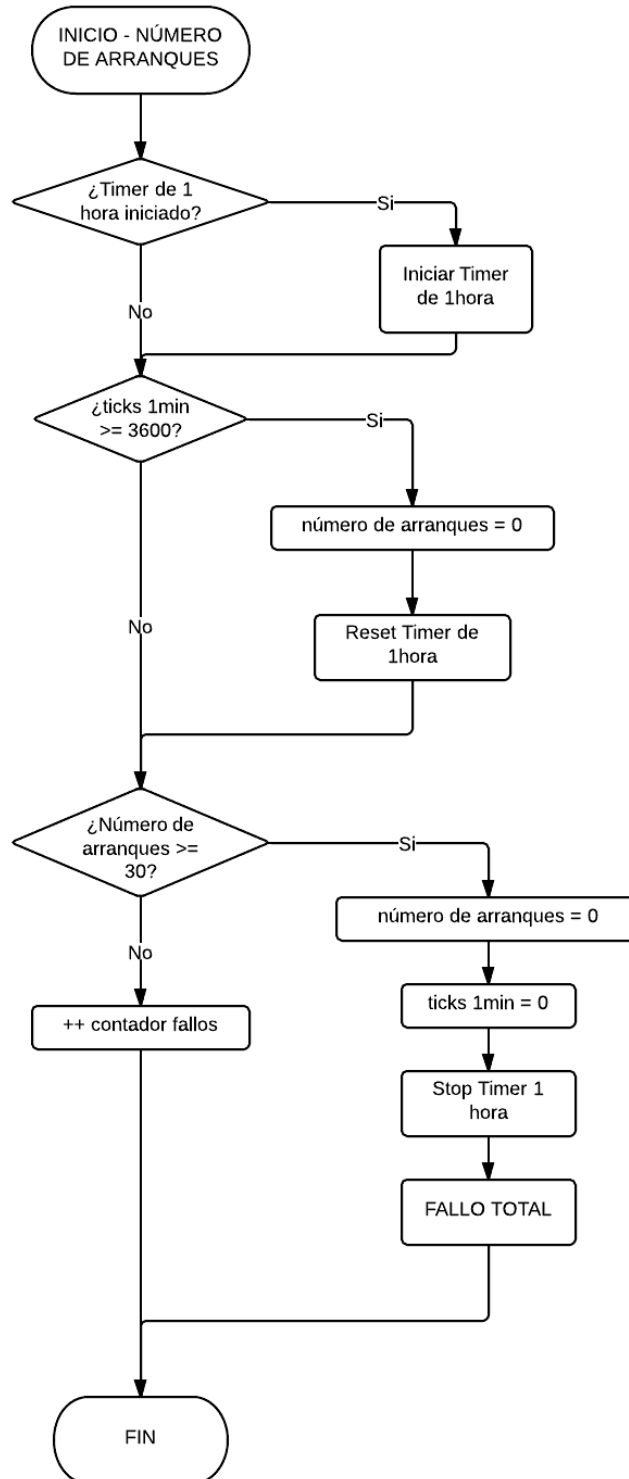 INICIO - NÚMERO
DE ARRANQUES
¿Timer de 1
hora iniciado?
Si
Iniciar Timer
de 1hora
No
¿ticks 1min
>= 3600?
Si
número de arranques = 0
No
Reset Timer de
1hora
¿Número de
arranques >=
30?
Si
número de arranques = 0
No
ticks 1min = 0
++ contador fallos
Stop Timer 1
hora
FALLO TOTAL
FIN